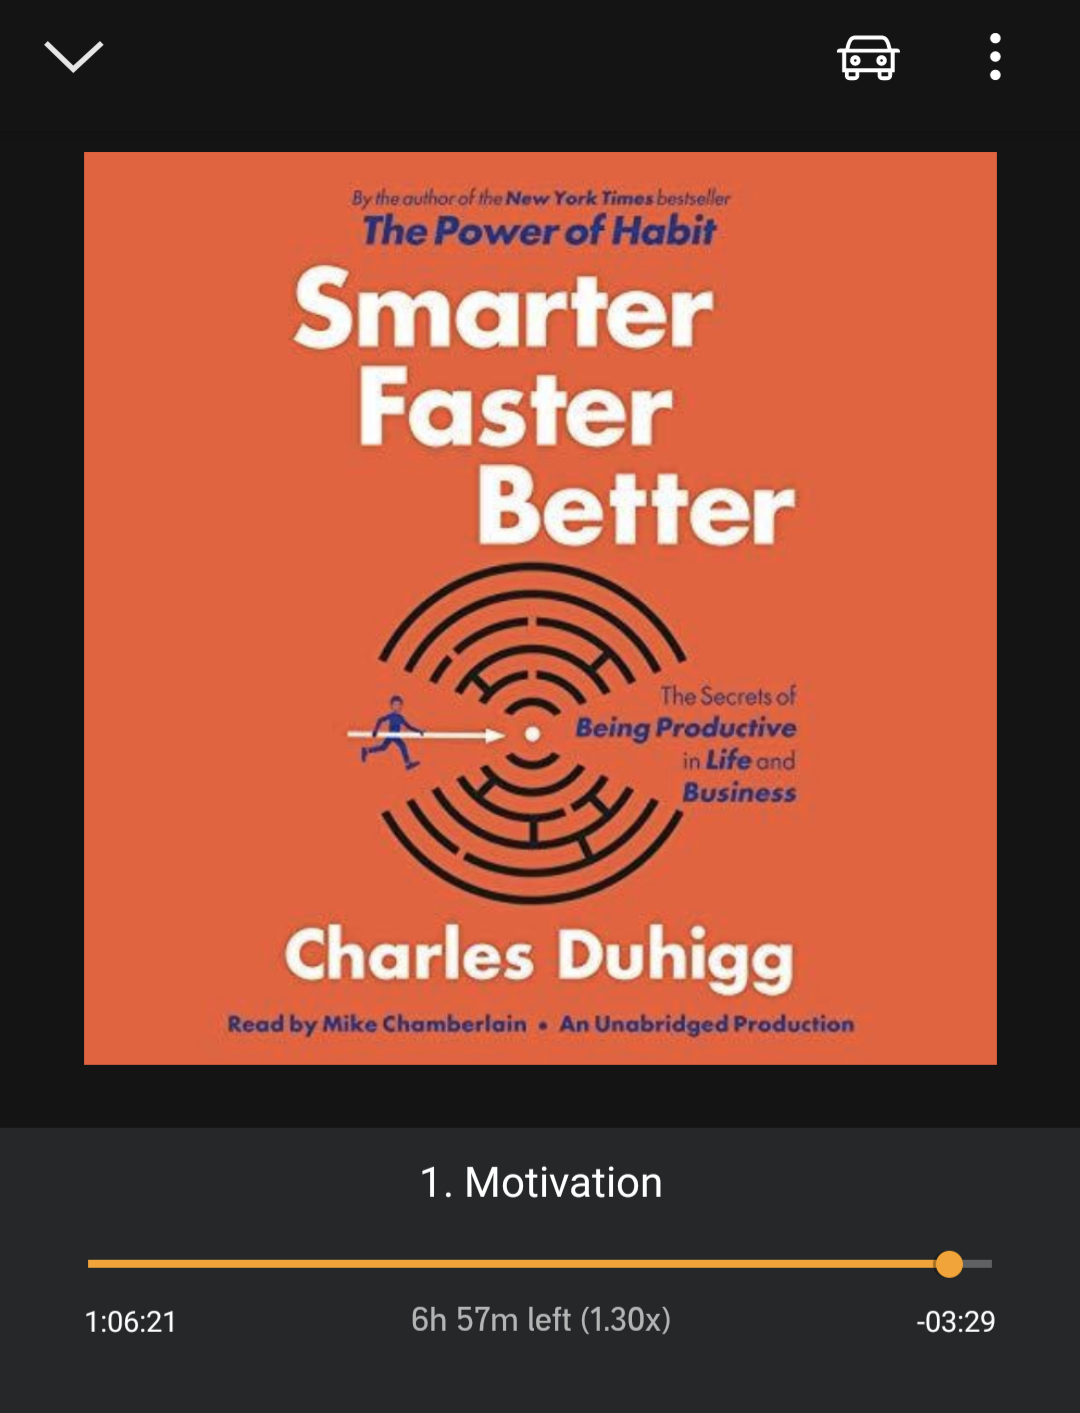 By the author of the New York Times bestseller
The Power of Habit
Smarter
Faster
Better
The Secrets of
Being Productive
in Life and
Business
Charles Duhigg
Read by Mike Chamberlain • An Unabridged Production
1. Motivation
1:06:21 6h 57m left (1.30x) -03:29